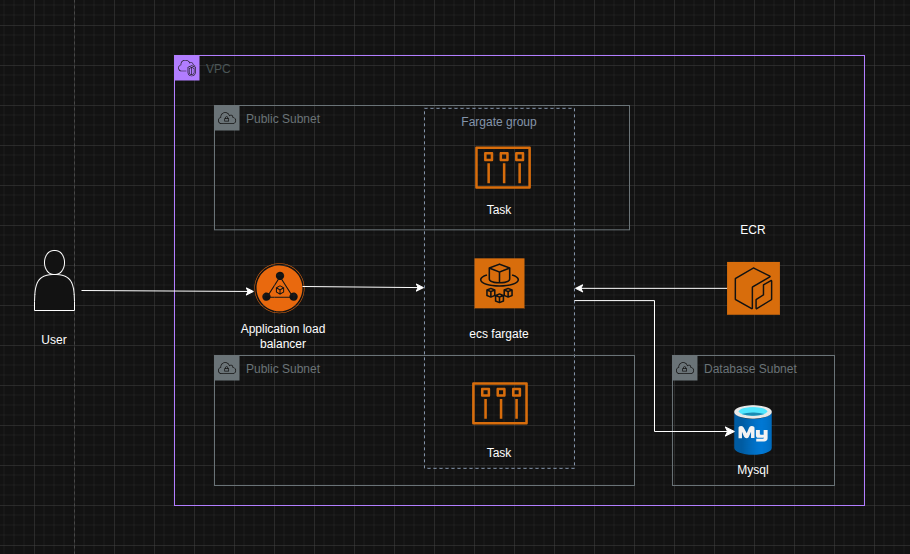 VPC
Public Subnet
Fargate group
Task
ECR
User
Application load
balancer
ecs fargate
Public Subnet
Database Subnet
My
Task
Mysql